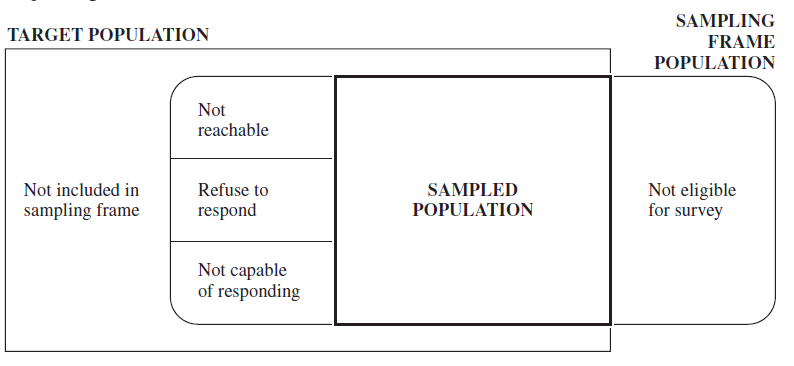 TARGET POPULATION
SAMPLING
FRAME
POPULATION
Not
reachable
Not included in
sampling frame
Refuse to
respond
SAMPLED
POPULATION
Not eligible
for survey
Not capable
of responding